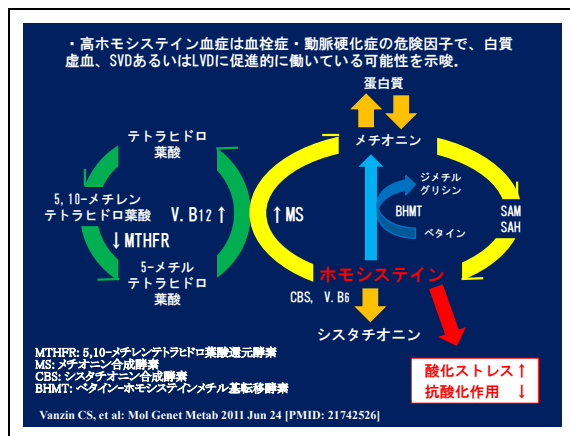 ・高ホモシステイン血症は血栓症・動脈硬化症の危険因子で、白質
虚血、SVDあるいはLVDに促進的に働いている可能性を示唆.
蛋白質
テトラヒドロ
葉酸
メチオニン
5,10-メチレン
テトラヒドロ葉酸
V.B12↑
↑MS
ジメチル
グリシン
BHMT
ベタイン
SAM
SAH
↓MTHFR
5-メチル
テトラヒドロ
葉酸
ホモシステイン
CBS, V.B6
シスタチオニン
MTHFR: 5,10-メチレンテトラヒドロ葉酸還元酵素
MS: メチオニン合成酵素
CBS: シスタチオニン合成酵素
BHMT: ベタイン-ホモシステインメチル基転移酵素
酸化ストレス↑
抗酸化作用 ↓
Vanzin CS, et al: Mol Genet Metab 2011 Jun 24 [PMID: 21742526]